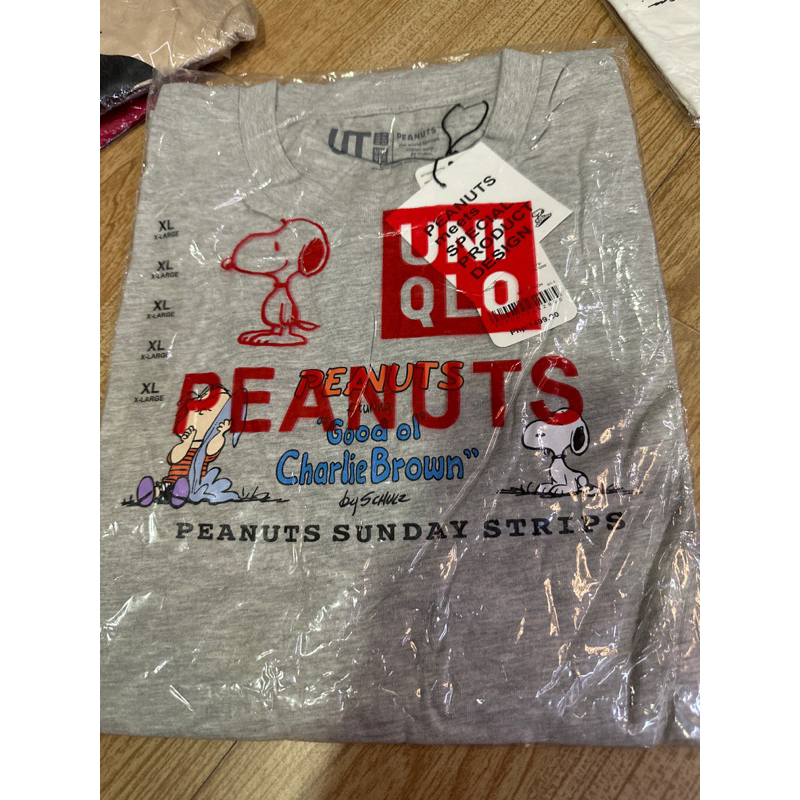 UT
PEANUTS
PEANUTS
meets
SPECIAL
PRODUCT
DESIGN
XL
X-LARGE
XL
X-LARGE
XL
X-LARGE
XL
X-LARGE
XL
X-LARGE
UNI
QLO
PEANUTS
PEANUTS
"Good ol'
Charlie Brown"
by SCHULZ
PEANUTS SUNDAY STRIPS